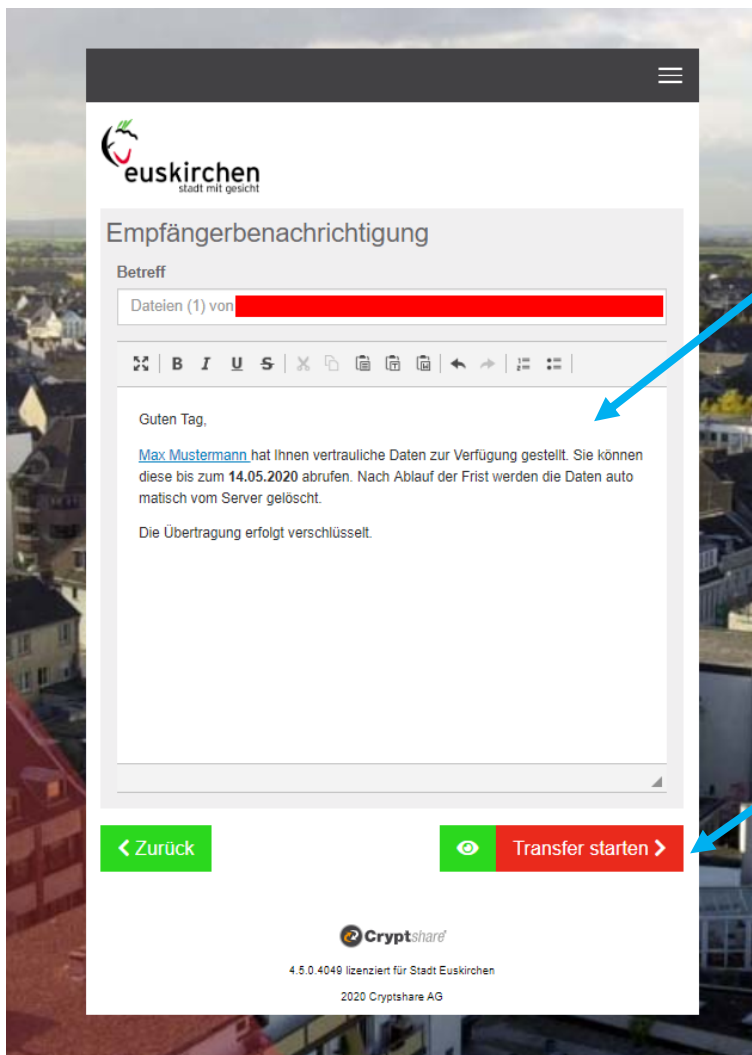 euskirchen
stadt mit gesicht
Empfängerbenachrichtigung
Betreff
Dateien (1) von
B I U S
Guten Tag,
Max Mustermann hat Ihnen vertrauliche Daten zur Verfügung gestellt. Sie können
diese bis zum 14.05.2020 abrufen. Nach Ablauf der Frist werden die Daten auto
matisch vom Server gelöscht.
Die Übertragung erfolgt verschlüsselt.
Zurück
Transfer starten
Cryptshare
4.5.0.4049 lizenziert für Stadt Euskirchen
2020 Cryptshare AG